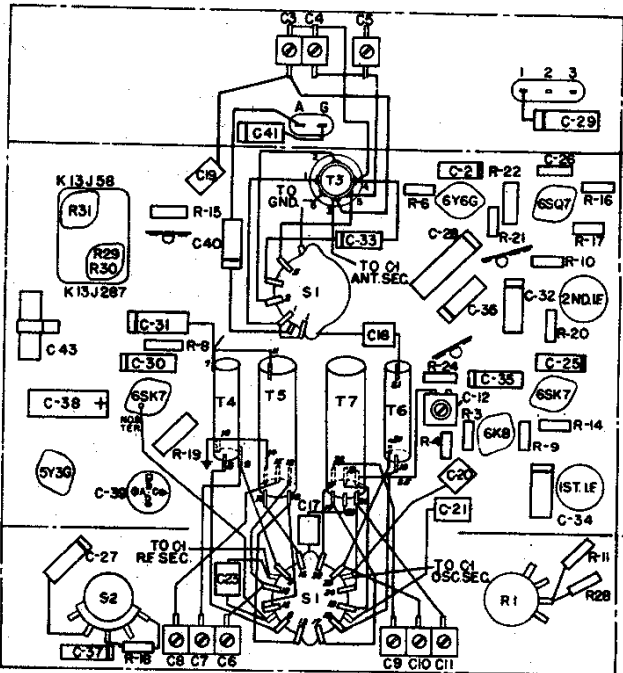 C3 C4 C5
1 2 3
A G
C-29
C41
2
T3
C-2
C-26
C19
K13J58
TO GND.
R-6
6Y6G
R-22
6SQ7
R-16
R31
R-15
C40
C-33
C-28
R-21
R-17
R29
R30
TO C1
ANT. SEC.
R-10
K13J287
S1
C-36
C-32
2ND.I.F.
C-31
C18
R-20
C43
R-8
C-30
R-24
C-35
C-25
C-38 +
6SK7
T4 T5 T7 T6
C-12
6SK7
R-3
R-14
R-19
R-4
6K8
R-9
5Y3G
C-39
C17
C-20
C-21
1ST.I.F.
C-34
TO C1
R.F. SEC.
TO C1
OSC.SEC.
C-27
C23
S1
R-11
S2
R1
R28
C-37
R-18
C8 C7 C6
C9 C10 C11